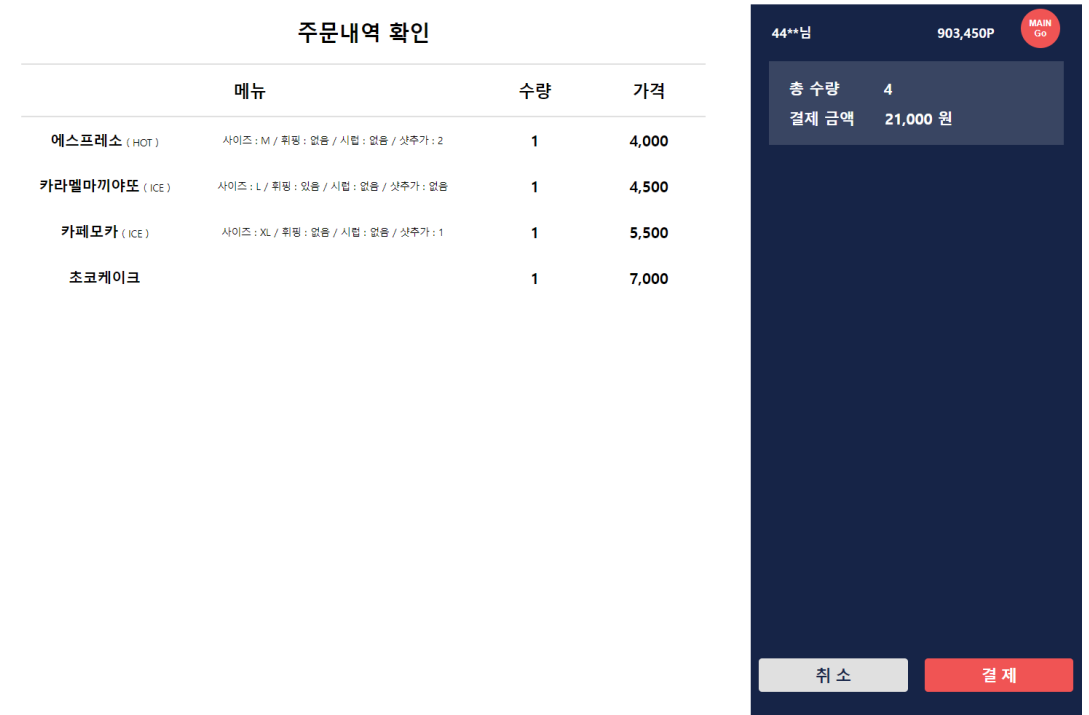 주문내역 확인
메뉴 수량 가격
에스프레소 ( HOT ) 사이즈 : M / 휘핑 : 없음 / 시럽 : 없음 / 샷추가 : 2 1 4,000
카라멜마끼야또 ( ICE ) 사이즈 : L / 휘핑 : 있음 / 시럽 : 없음 / 샷추가 : 없음 1 4,500
카페모카 ( ICE ) 사이즈 : XL / 휘핑 : 없음 / 시럽 : 없음 / 샷추가 : 1 1 5,500
초코케이크 1 7,000
44**님 903,450P
MAIN
Go
총 수량 4
결제 금액 21,000 원
취 소 결 제